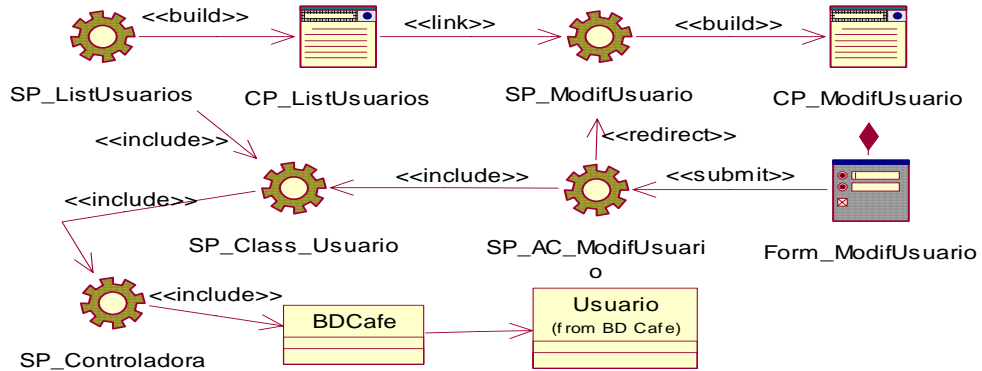 <<build>>
<<link>>
<<build>>
SP_ListUsuarios
CP_ListUsuarios
SP_ModifUsuario
CP_ModifUsuario
<<include>>
<<redirect>>
<<include>>
<<submit>>
<<include>>
SP_Class_Usuario
SP_AC_ModifUsuari
o
Form_ModifUsuario
<<include>>
BDCafe
Usuario
(from BD Cafe)
SP_Controladora